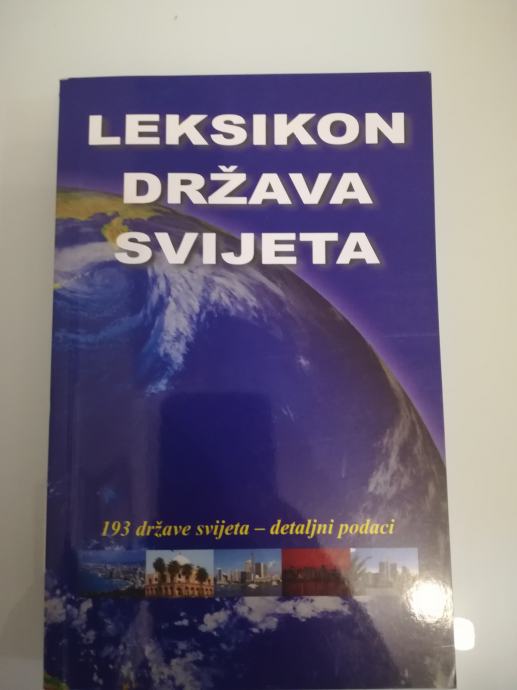 LEKSIKON
DRŽAVA
SVIJETA
193 države svijeta – detaljni podaci